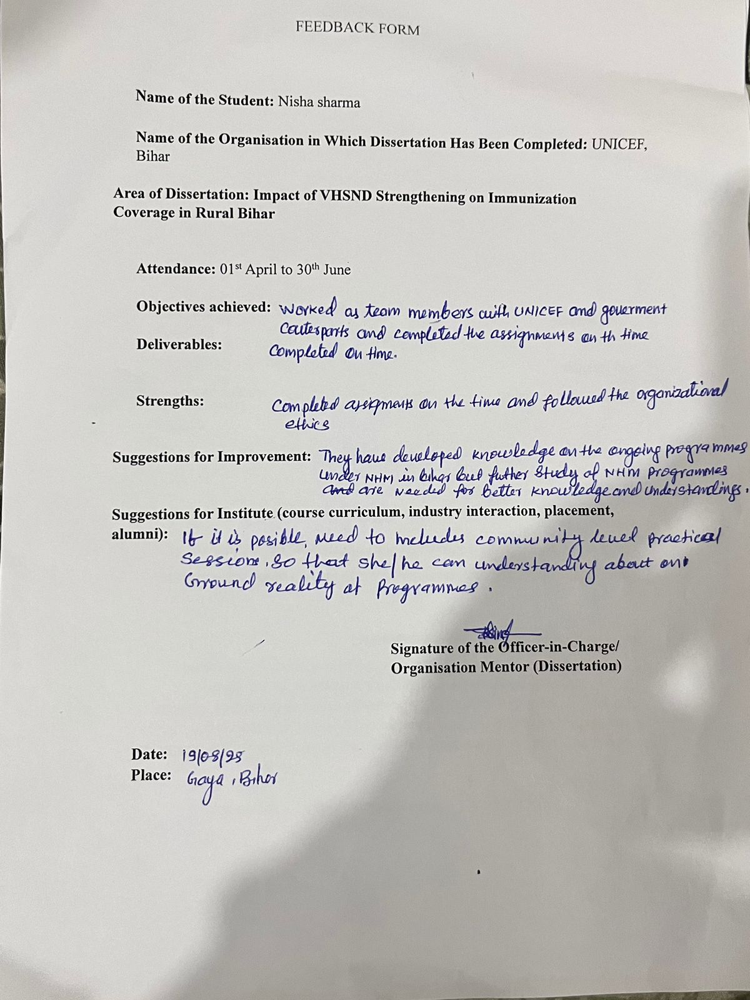 FEEDBACK FORM
Name of the Student: Nisha sharma
Name of the Organisation in Which Dissertation Has Been Completed: UNICEF,
Bihar
Area of Dissertation: Impact of VHSND Strengthening on Immunization
Coverage in Rural Bihar
Attendance: 01st April to 30th June
Objectives achieved: Worked as team members with UNICEF and goverment
Couterparts and completed the assignments on th time
Deliverables: Completed on time.
Strengths: Completed assigments on the time and followed the organizational
ethics
Suggestions for Improvement: They have developed knowledge on the ongoing programmes
under NHM in bihar but futher study of NHM programmes
are needed for better knowledge and understandings.
Suggestions for Institute (course curriculum, industry interaction, placement,
alumni): If it is posible, need to includes community level practical
Sessions, so that she/he can understanding about on
Ground reality at Programmes.
Signature of the Officer-in-Charge/
Organisation Mentor (Dissertation)
Date: 19/08/25
Place: Gaya, Bihar